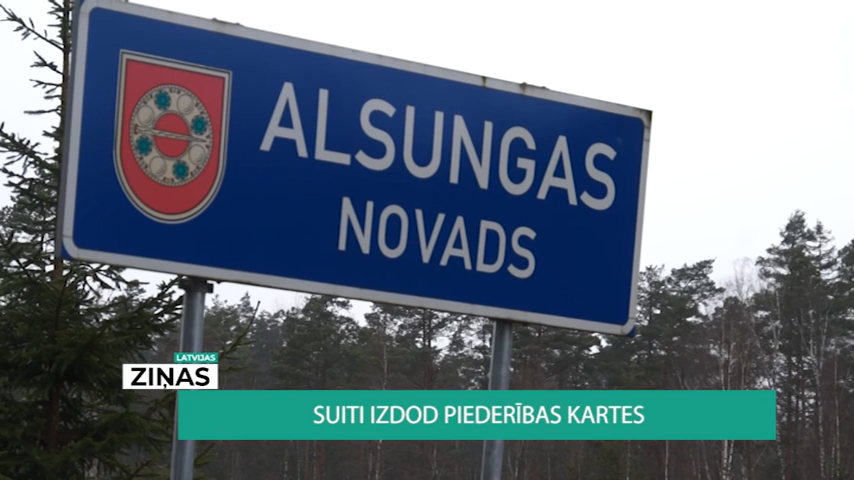 ALSUNGAS
NOVADS
LATVIJAS
ZIŅAS
SUITI IZDOD PIEDERĪBAS KARTES